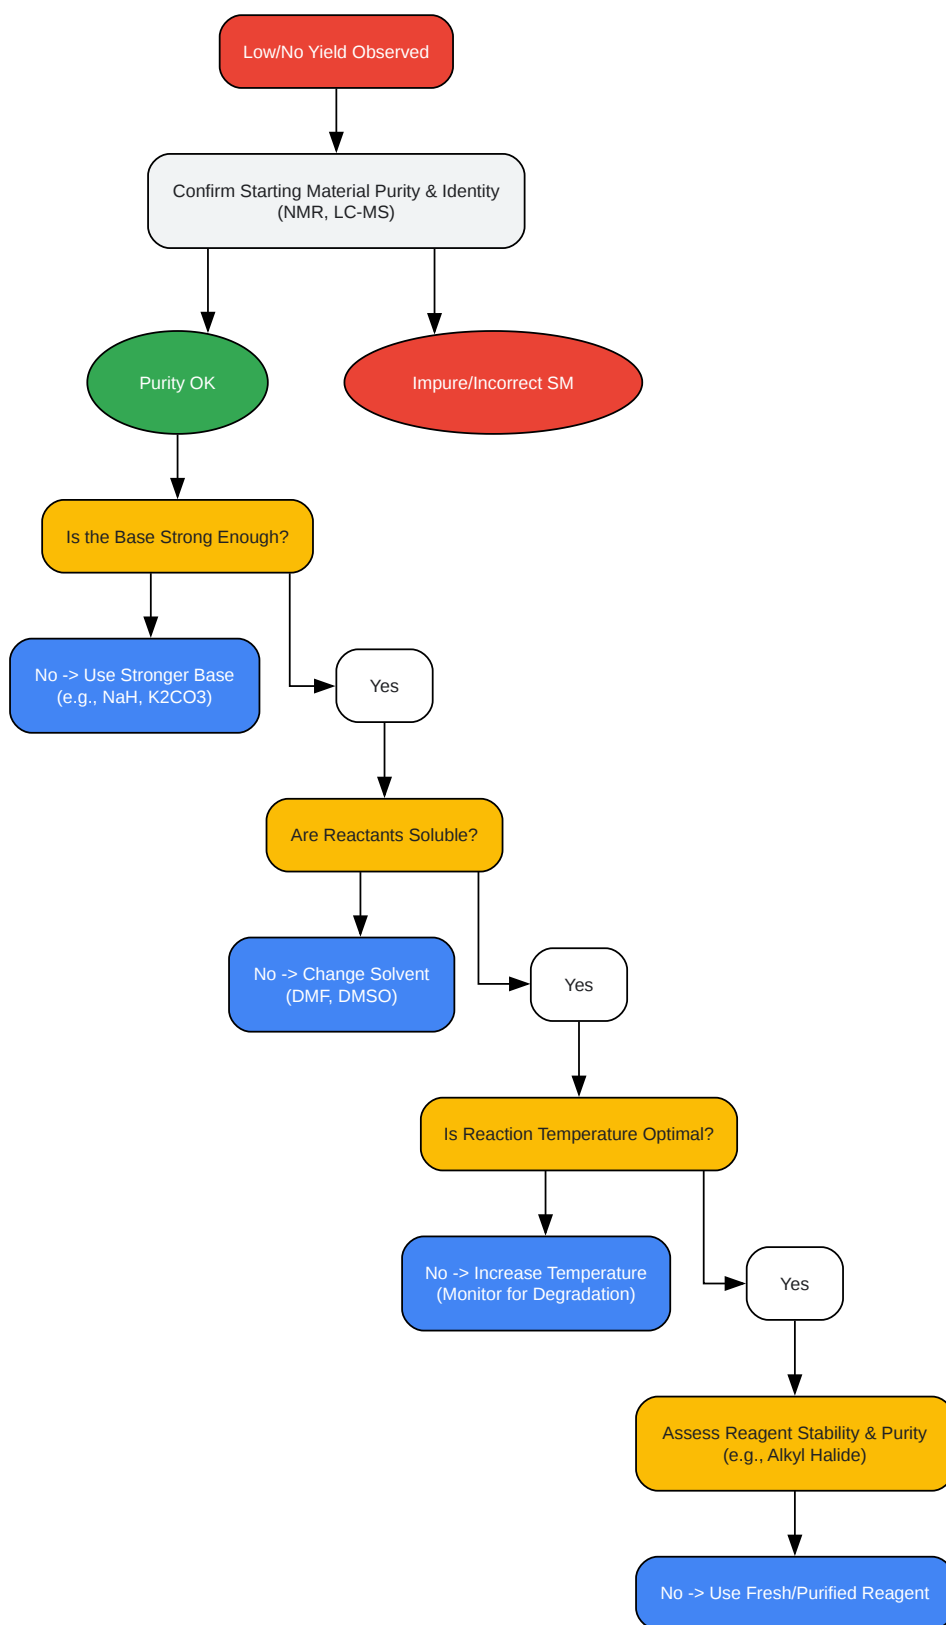 Low/No Yield Observed
Confirm Starting Material Purity & Identity
(NMR, LC-MS)
Purity OK
Impure/Incorrect SM
Is the Base Strong Enough?
No -> Use Stronger Base
(e.g., NaH, K2CO3)
Yes
Are Reactants Soluble?
No -> Change Solvent
(DMF, DMSO)
Yes
Is Reaction Temperature Optimal?
No -> Increase Temperature
(Monitor for Degradation)
Yes
Assess Reagent Stability & Purity
(e.g., Alkyl Halide)
No -> Use Fresh/Purified Reagent